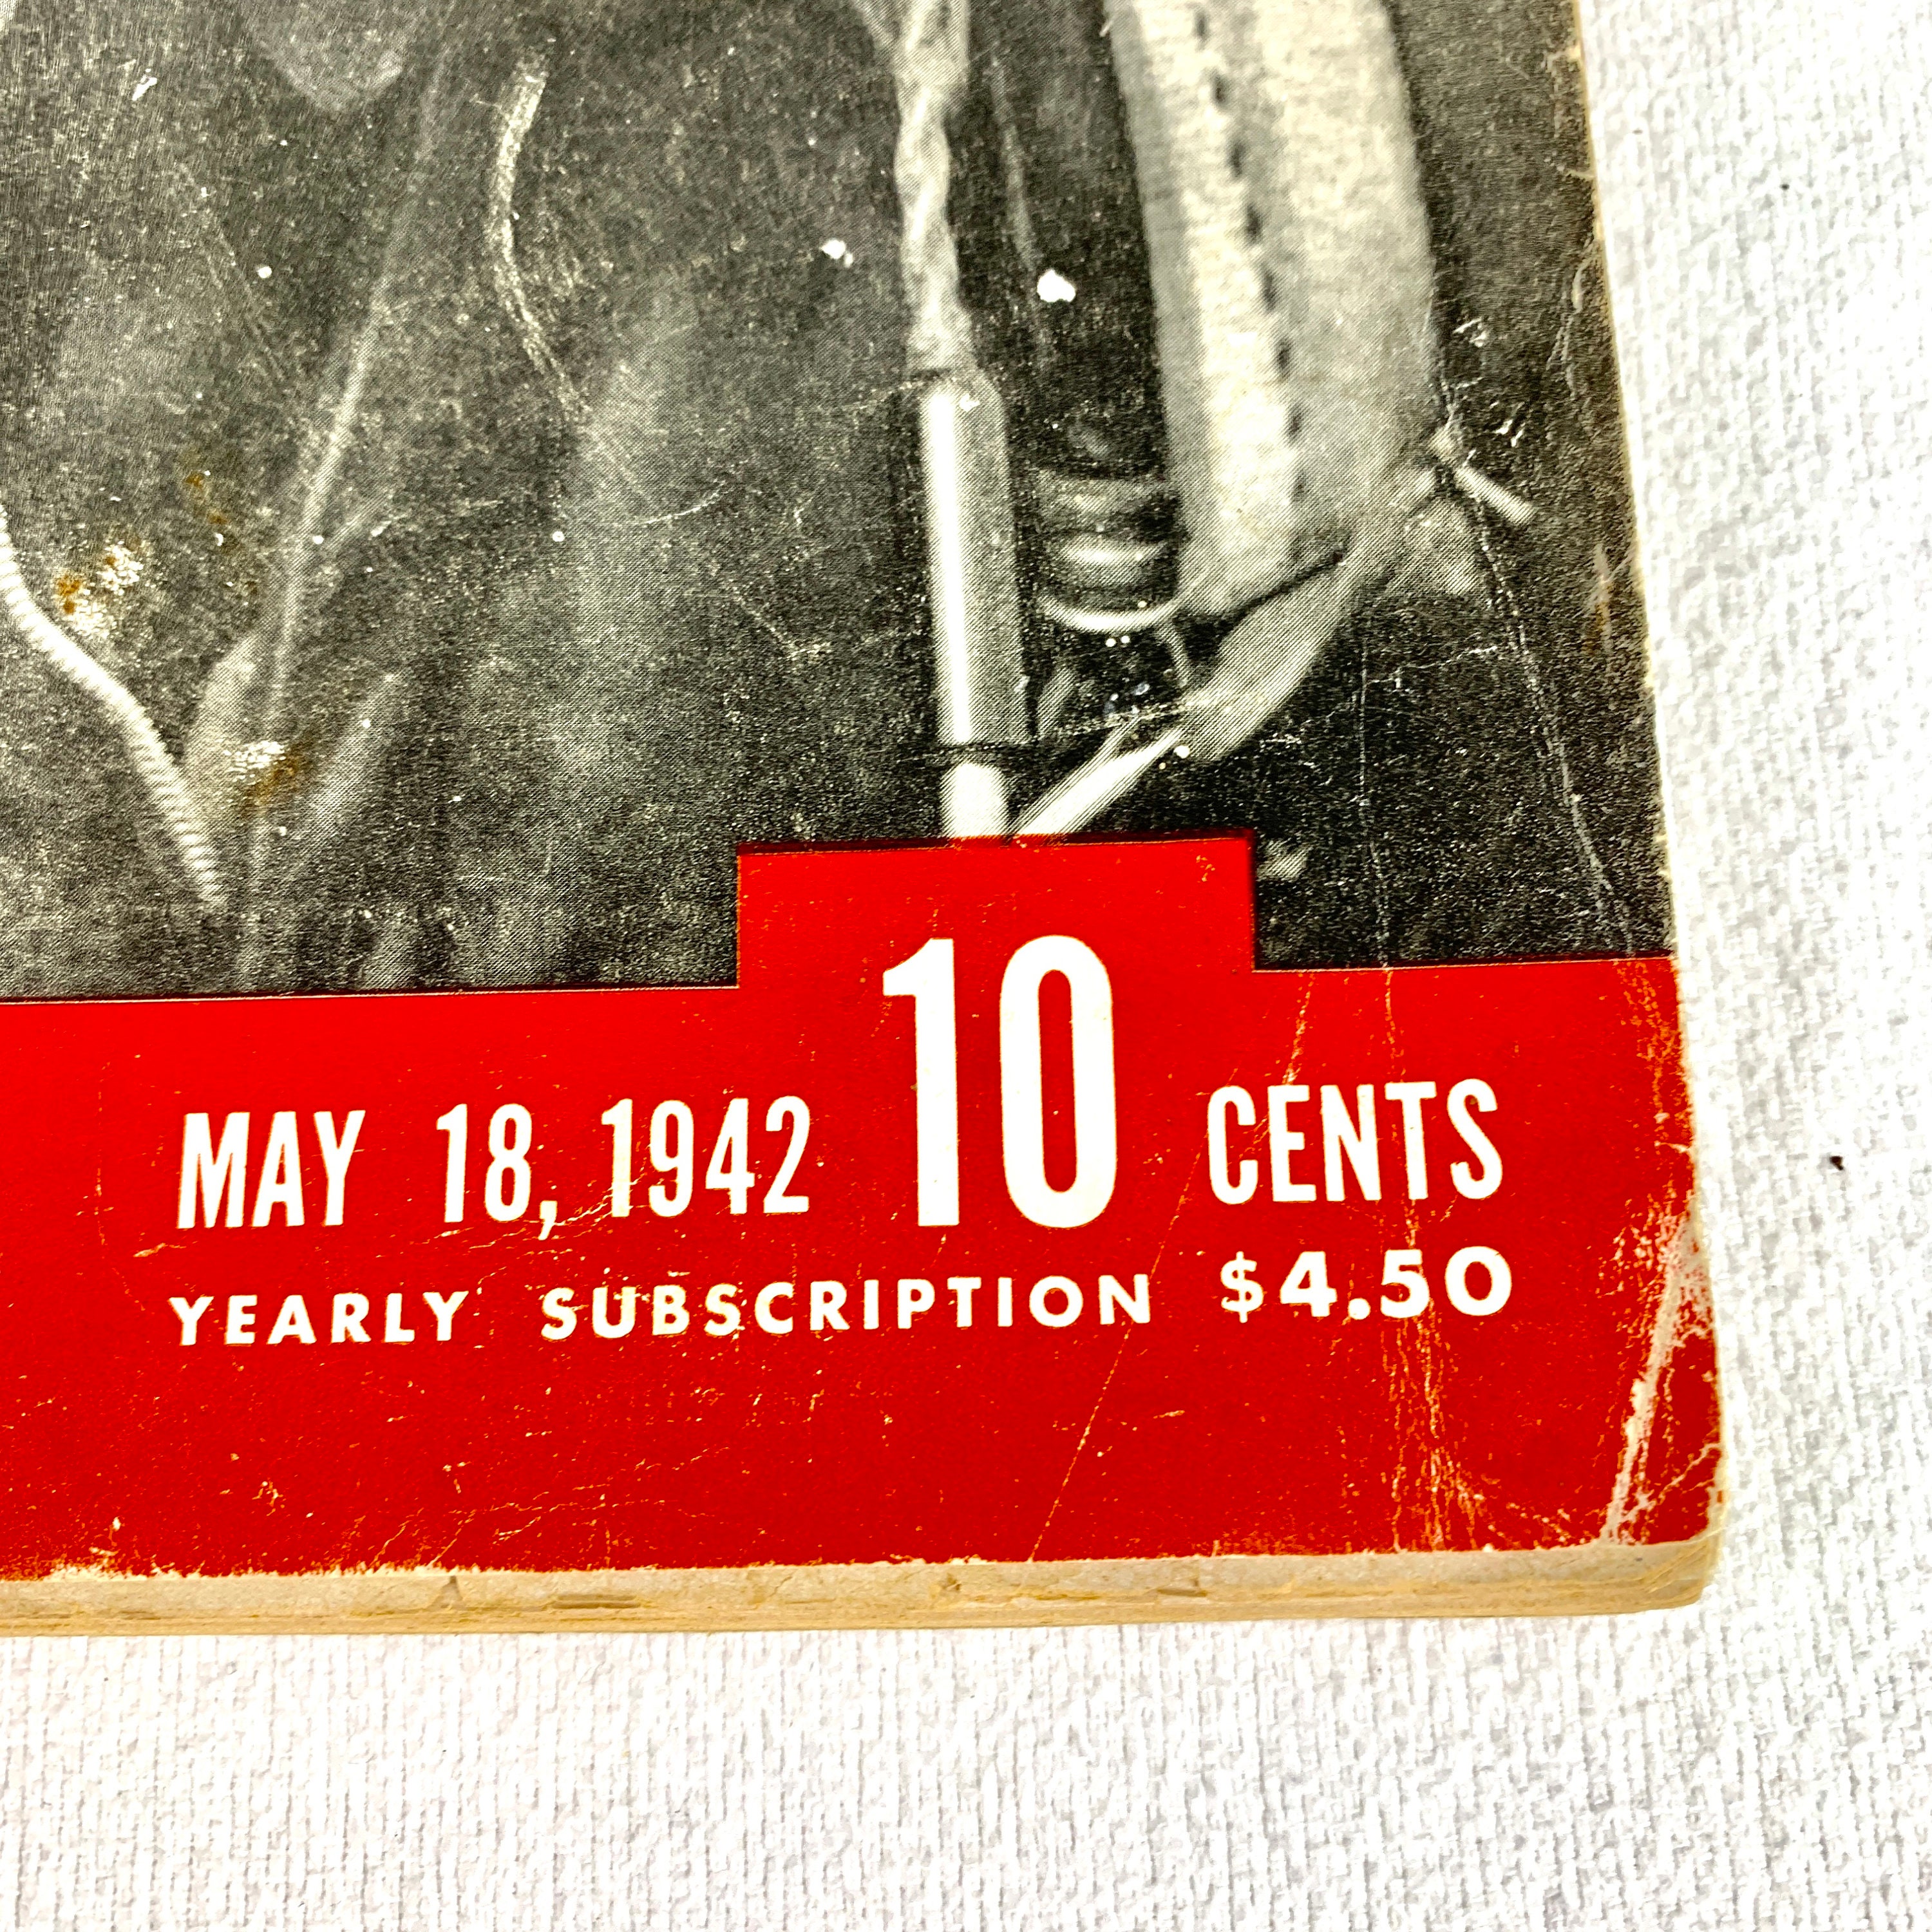 MAY 18, 1942 10 CENTS
YEARLY SUBSCRIPTION $4.50